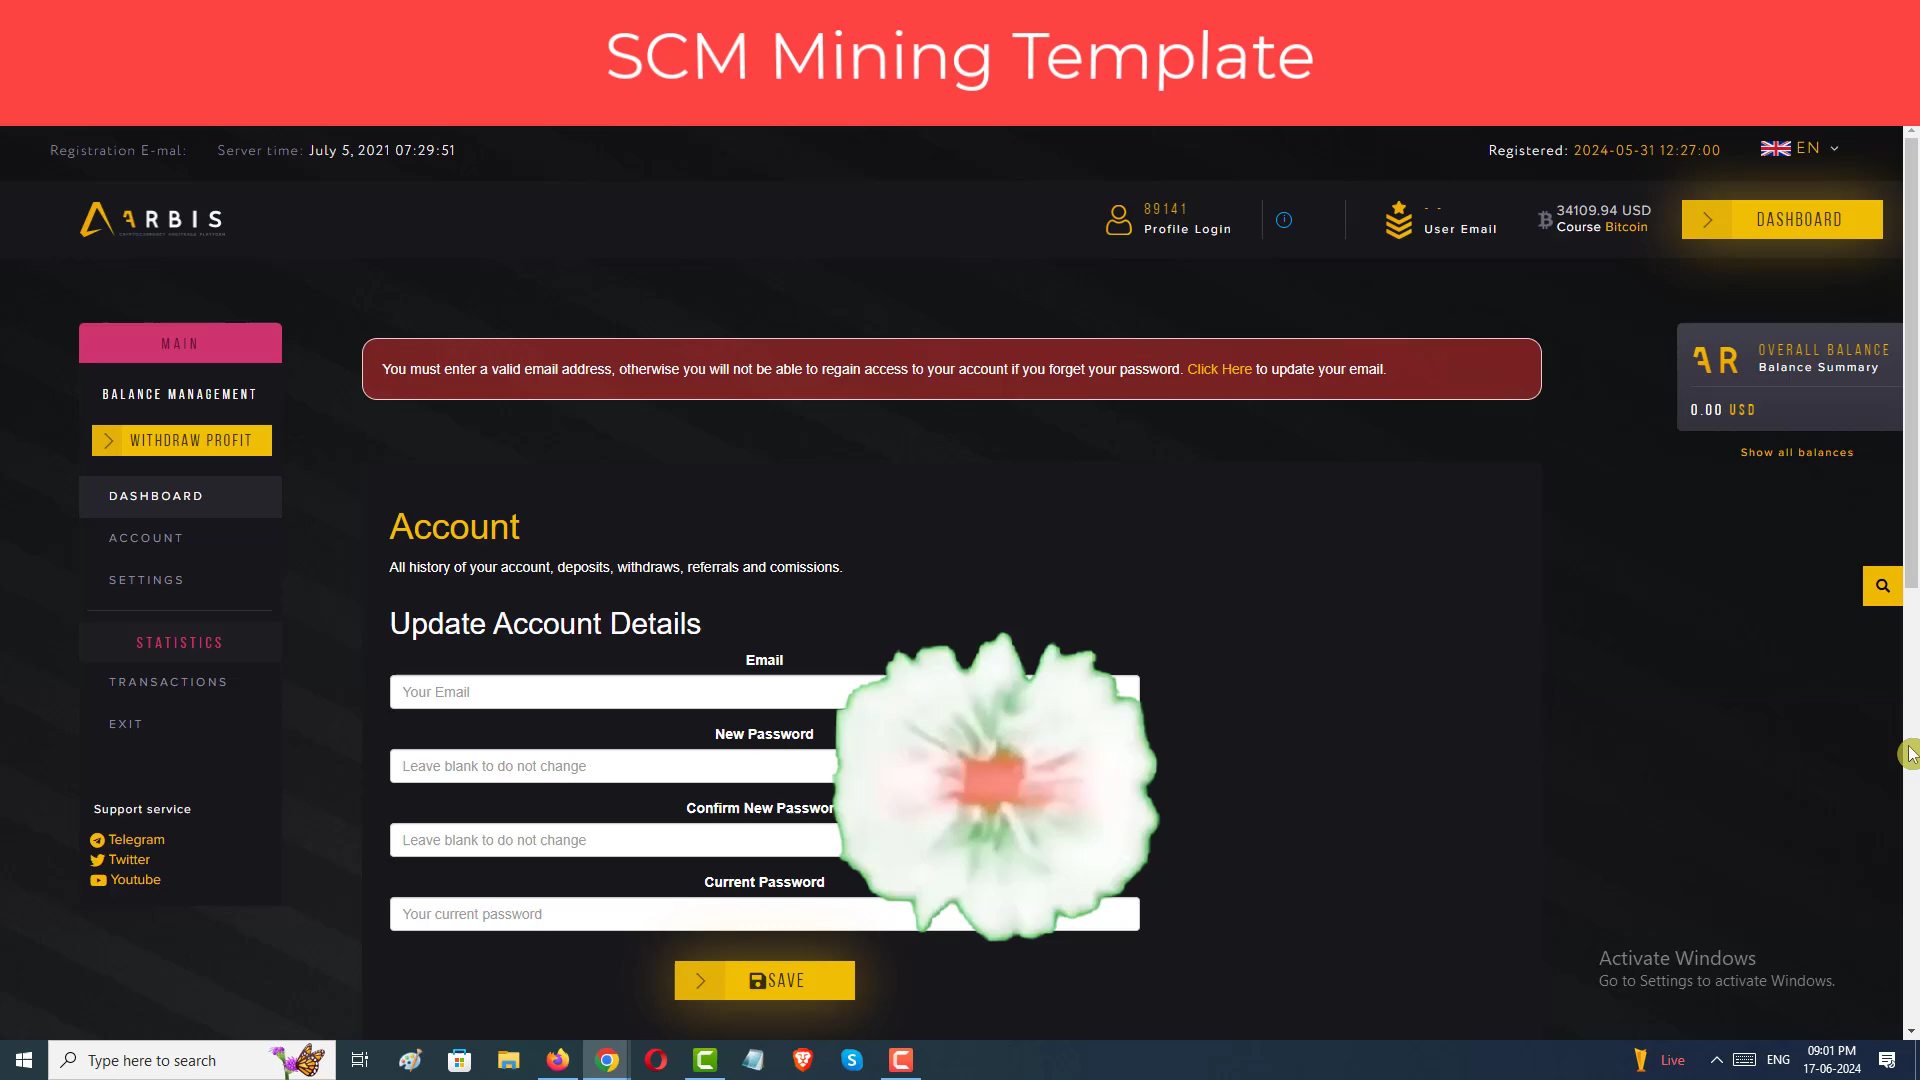 SCM Mining Template
Registration E-mal:
Server time: July 5, 2021 07:29:51
Registered: 2024-05-31 12:27:00
EN
ARBIS
89141
Profile Login
- -
User Email
34109.94 USD
Course Bitcoin
DASHBOARD
MAIN
BALANCE MANAGEMENT
WITHDRAW PROFIT
DASHBOARD
ACCOUNT
SETTINGS
STATISTICS
TRANSACTIONS
EXIT
Support service
Telegram
Twitter
Youtube
You must enter a valid email address, otherwise you will not be able to regain access to your account if you forget your password. Click Here to update your email.
Account
All history of your account, deposits, withdraws, referrals and comissions.
Update Account Details
Email
Your Email
New Password
Leave blank to do not change
Confirm New Passwor
Leave blank to do not change
Current Password
Your current password
SAVE
AR
OVERALL BALANCE
Balance Summary
0.00 USD
Show all balances
Activate Windows
Go to Settings to activate Windows.
Type here to search
Live
ENG
09:01 PM
17-06-2024